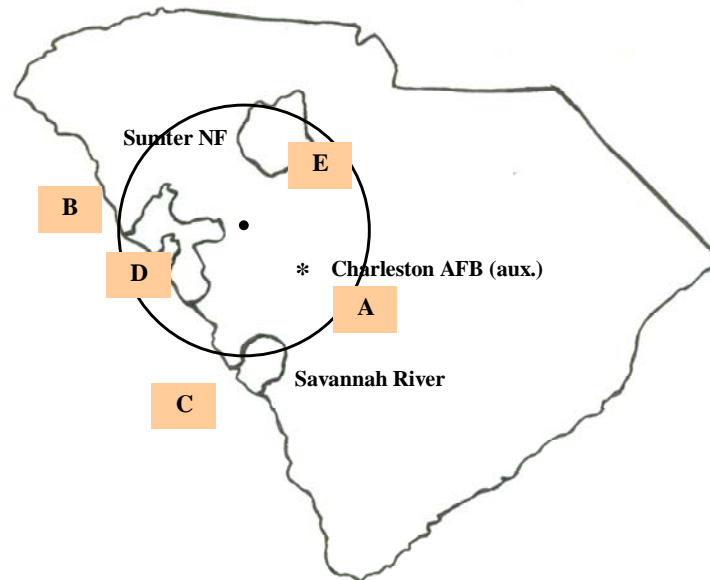 Sumter NF
E
B
D
* Charleston AFB (aux.)
A
Savannah River
C